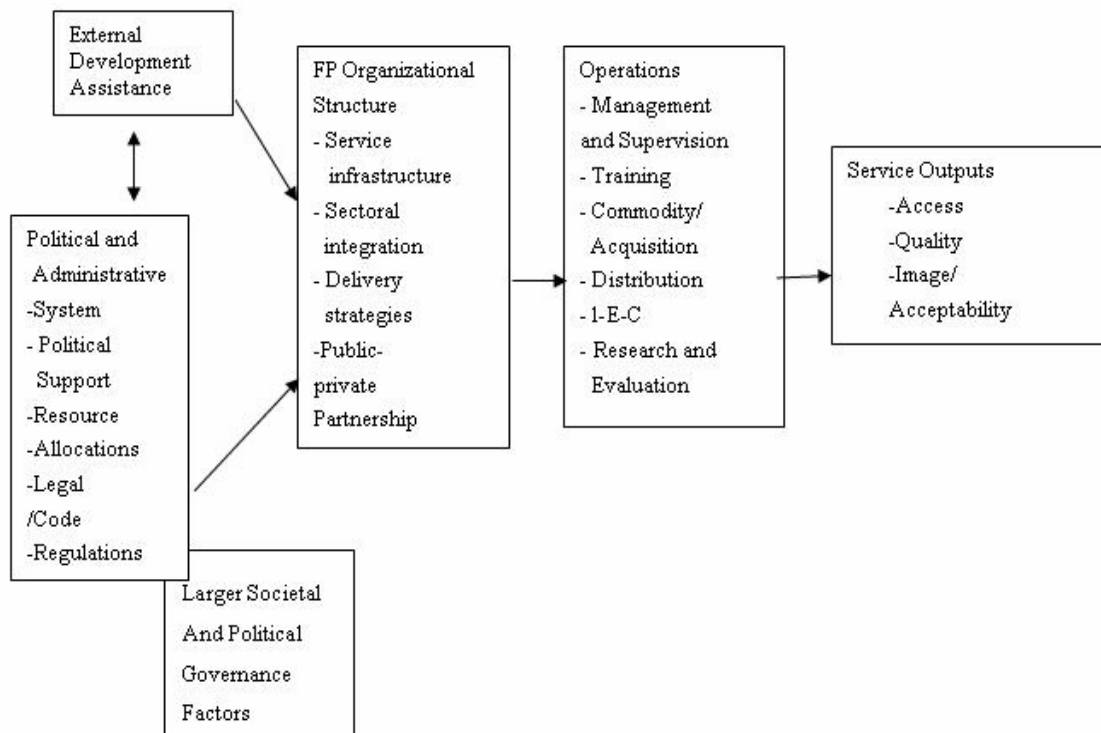 External
Development
Assistance
Political and
Administrative
-System
- Political
Support
-Resource
-Allocations
-Legal
/Code
-Regulations
Larger Societal
And Political
Governance
Factors
FP Organizational
Structure
- Service
infrastructure
- Sectoral
integration
- Delivery
strategies
-Public-
private
Partnership
Operations
- Management
and Supervision
- Training
- Commodity/
Acquisition
- Distribution
- 1-E-C
- Research and
Evaluation
Service Outputs
-Access
-Quality
-Image/
Acceptability